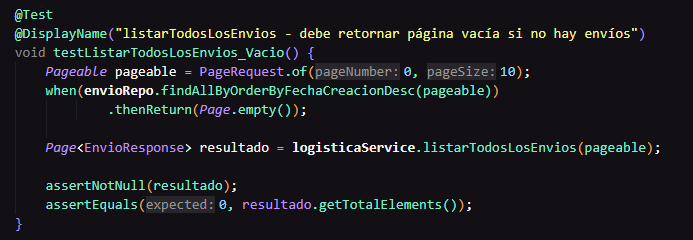 @Test
@DisplayName("listarTodosLosEnvios - debe retornar página vacía si no hay envíos")
void testListarTodosLosEnvios_Vacio() {
    Pageable pageable = PageRequest.of(pageNumber: 0, pageSize: 10);
    when(envioRepo.findAllByOrderByFechaCreacionDesc(pageable))
            .thenReturn(Page.empty());
    Page<EnvioResponse> resultado = logisticaService.listarTodosLosEnvios(pageable);
    assertNotNull(resultado);
    assertEquals(expected: 0, resultado.getTotalElements());
}